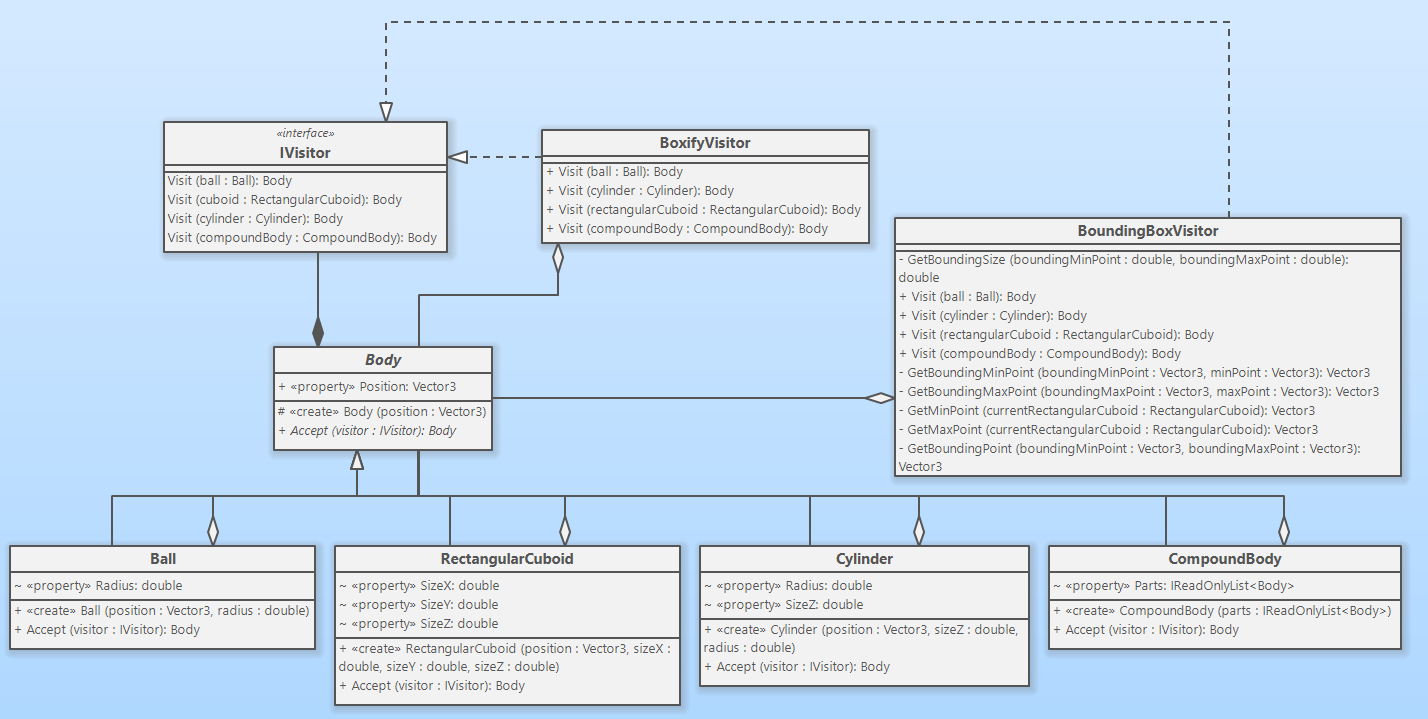 «interface»
IVisitor
Visit (ball : Ball): Body
Visit (cuboid : RectangularCuboid): Body
Visit (cylinder : Cylinder): Body
Visit (compoundBody : CompoundBody): Body
BoxifyVisitor
+ Visit (ball : Ball): Body
+ Visit (cylinder : Cylinder): Body
+ Visit (rectangularCuboid : RectangularCuboid): Body
+ Visit (compoundBody : CompoundBody): Body
BoundingBoxVisitor
- GetBoundingSize (boundingMinPoint : double, boundingMaxPoint : double):
double
+ Visit (ball : Ball): Body
+ Visit (cylinder : Cylinder): Body
+ Visit (rectangularCuboid : RectangularCuboid): Body
+ Visit (compoundBody : CompoundBody): Body
- GetBoundingMinPoint (boundingMinPoint : Vector3, minPoint : Vector3): Vector3
- GetBoundingMaxPoint (boundingMaxPoint : Vector3, maxPoint : Vector3): Vector3
- GetMinPoint (currentRectangularCuboid : RectangularCuboid): Vector3
- GetMaxPoint (currentRectangularCuboid : RectangularCuboid): Vector3
- GetBoundingPoint (boundingMinPoint : Vector3, boundingMaxPoint : Vector3):
Vector3
Body
+ «property» Position: Vector3
# «create» Body (position : Vector3)
+ Accept (visitor : IVisitor): Body
Ball
~ «property» Radius: double
+ «create» Ball (position : Vector3, radius : double)
+ Accept (visitor : IVisitor): Body
RectangularCuboid
~ «property» SizeX: double
~ «property» SizeY: double
~ «property» SizeZ: double
+ «create» RectangularCuboid (position : Vector3, sizeX :
double, sizeY : double, sizeZ : double)
+ Accept (visitor : IVisitor): Body
Cylinder
~ «property» Radius: double
~ «property» SizeZ: double
+ «create» Cylinder (position : Vector3, sizeZ : double,
radius : double)
+ Accept (visitor : IVisitor): Body
CompoundBody
~ «property» Parts: IReadOnlyList<Body>
+ «create» CompoundBody (parts : IReadOnlyList<Body>)
+ Accept (visitor : IVisitor): Body